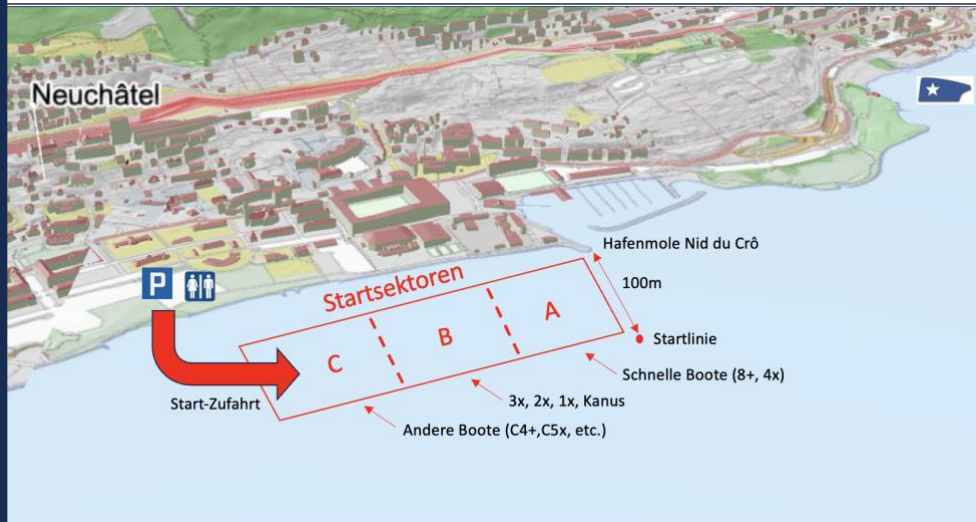 Neuchâtel
Hafenmole Nid du Crô
100m
Startsektoren
P
A
B
C
Startlinie
Schnelle Boote (8+, 4x)
3x, 2x, 1x, Kanus
Start-Zufahrt
Andere Boote (C4+,C5x, etc.)